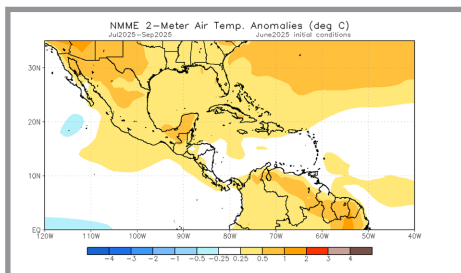 NMME 2-Meter Air Temp. Anomalies (deg C)
Jul2025-Sep2025 June2025 initial conditions
30N
20N
10N
EQ
120W 110W 100W 90W 80W 70W 60W 50W 40W
-4 -3 -2 -1 -0.5 -0.25 0.25 0.5 1 2 3 4